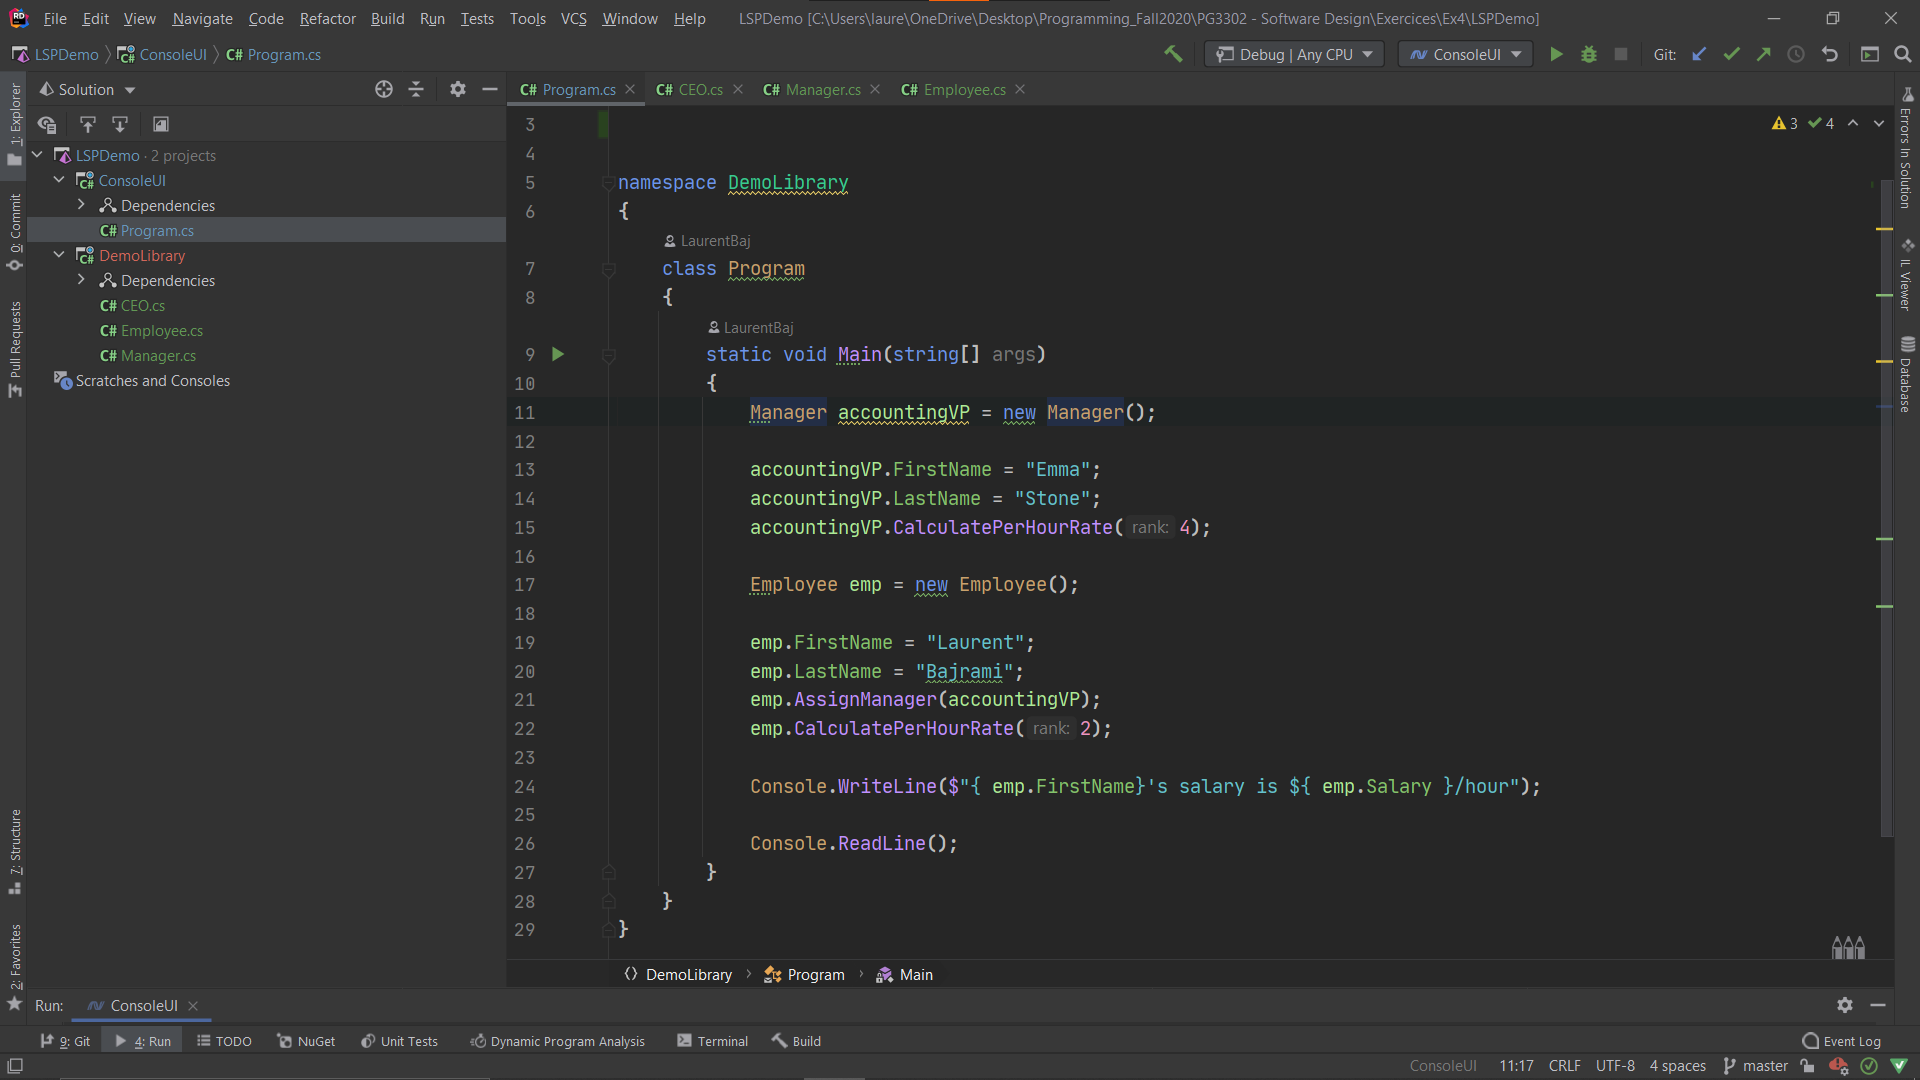 File Edit View Navigate Code Refactor Build Run Tests Tools VCS Window Help LSPDemo [C:\Users\laure\OneDrive\Desktop\Programming_Fall2020\PG3302 - Software Design\Exercices\Ex4\LSPDemo]
LSPDemo ConsoleUI C# Program.cs Debug | Any CPU ConsoleUI Git:
Solution
C# Program.cs C# CEO.cs C# Manager.cs C# Employee.cs
1: Explorer
0: Commit
Pull Requests
7: Structure
2: Favorites
LSPDemo · 2 projects
ConsoleUI
Dependencies
C# Program.cs
DemoLibrary
Dependencies
C# CEO.cs
C# Employee.cs
C# Manager.cs
Scratches and Consoles
3 4
3
4
5 namespace DemoLibrary
6 {
LaurentBaj
7 class Program
8 {
LaurentBaj
9 static void Main(string[] args)
10 {
11 Manager accountingVP = new Manager();
12
13 accountingVP.FirstName = "Emma";
14 accountingVP.LastName = "Stone";
15 accountingVP.CalculatePerHourRate( rank: 4);
16
17 Employee emp = new Employee();
18
19 emp.FirstName = "Laurent";
20 emp.LastName = "Bajrami";
21 emp.AssignManager(accountingVP);
22 emp.CalculatePerHourRate( rank: 2);
23
24 Console.WriteLine($"{ emp.FirstName}'s salary is ${ emp.Salary }/hour");
25
26 Console.ReadLine();
27 }
28 }
29 }
Errors In Solution
IL Viewer
Database
DemoLibrary Program Main
Run: ConsoleUI
9: Git 4: Run TODO NuGet Unit Tests Dynamic Program Analysis Terminal Build Event Log
ConsoleUI 11:17 CRLF UTF-8 4 spaces master